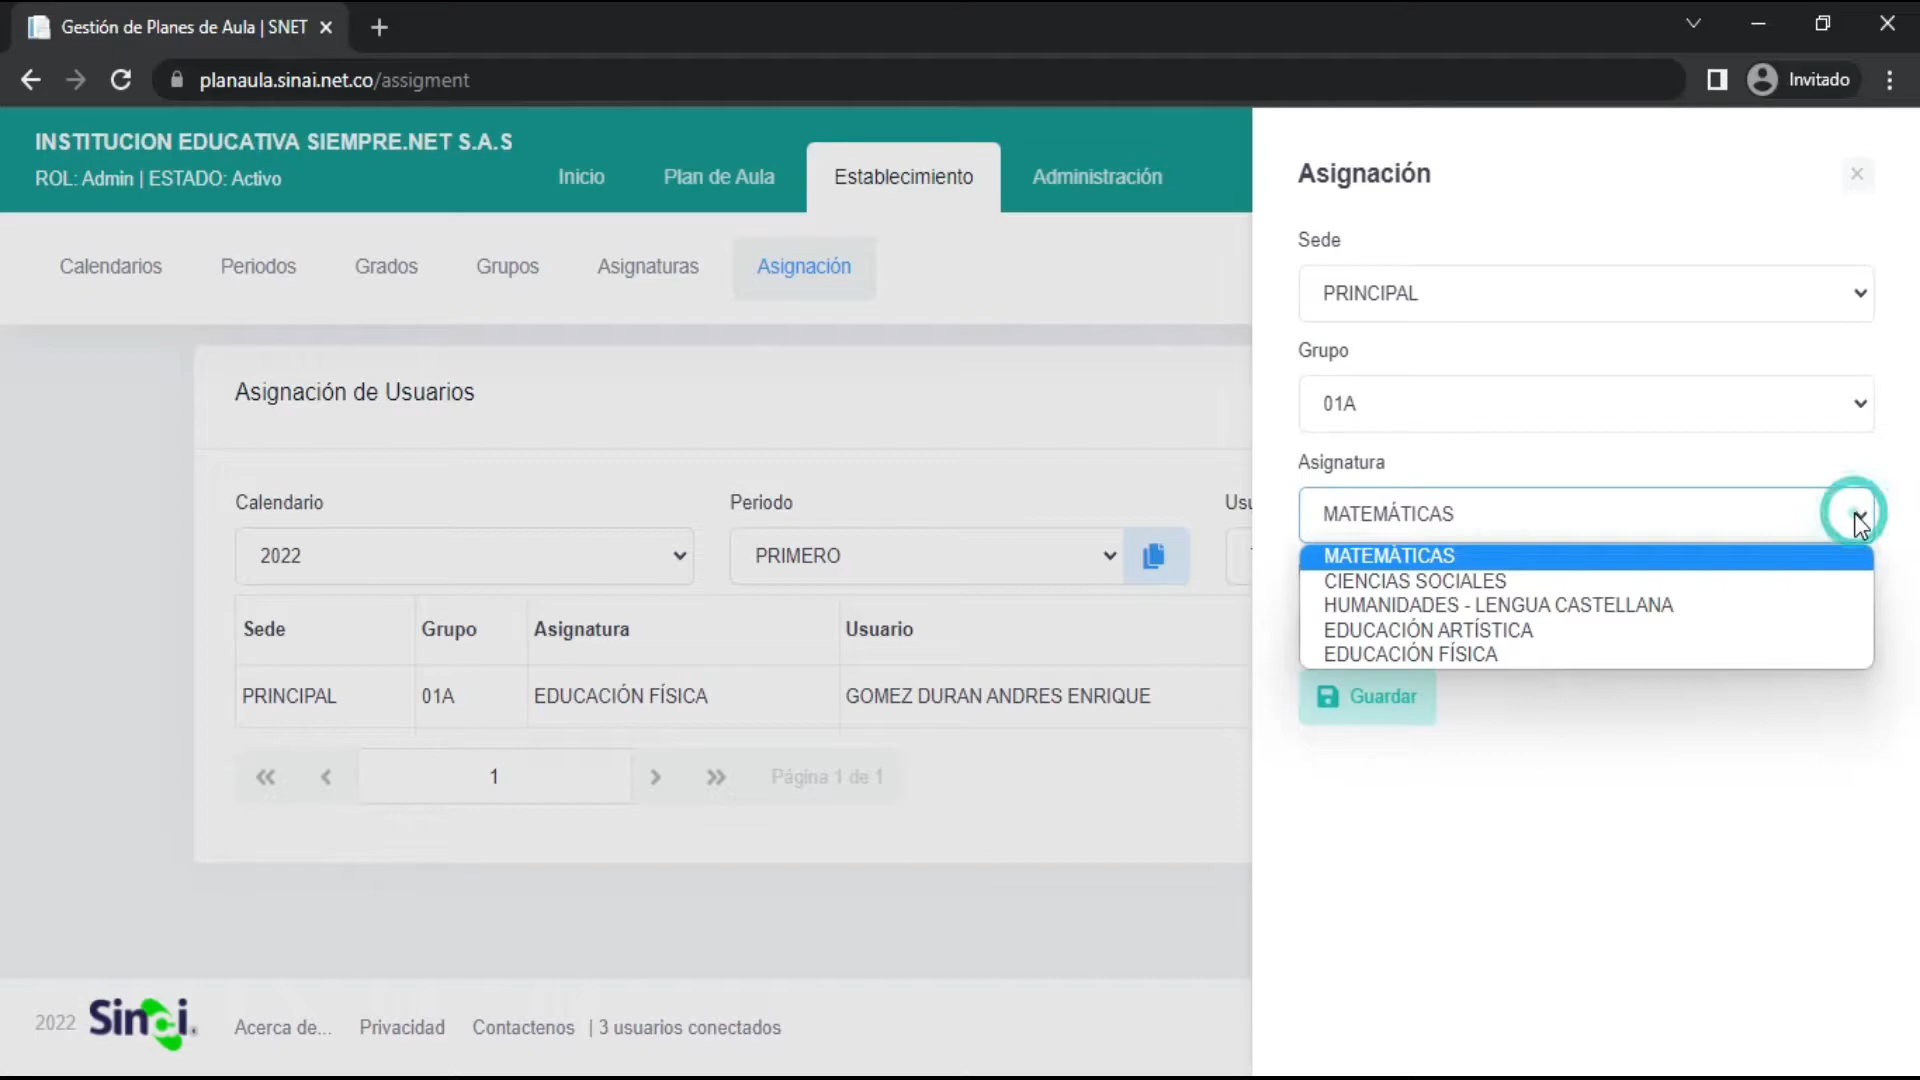 Gestión de Planes de Aula | SNET
planaula.sinai.net.co/assigment
Invitado
INSTITUCION EDUCATIVA SIEMPRE.NET S.A.S
ROL: Admin | ESTADO: Activo
Inicio
Plan de Aula
Establecimiento
Administración
Calendarios
Periodos
Grados
Grupos
Asignaturas
Asignación
Asignación de Usuarios
Calendario
Periodo
2022
PRIMERO
Sede
Grupo
Asignatura
Usuario
PRINCIPAL
01A
EDUCACIÓN FÍSICA
GOMEZ DURAN ANDRES ENRIQUE
1
Página 1 de 1
Asignación
Sede
PRINCIPAL
Grupo
01A
Asignatura
MATEMÁTICAS
MATEMÁTICAS
CIENCIAS SOCIALES
HUMANIDADES - LENGUA CASTELLANA
EDUCACIÓN ARTÍSTICA
EDUCACIÓN FÍSICA
Guardar
2022
Sinai.
Acerca de...
Privacidad
Contactenos
| 3 usuarios conectados